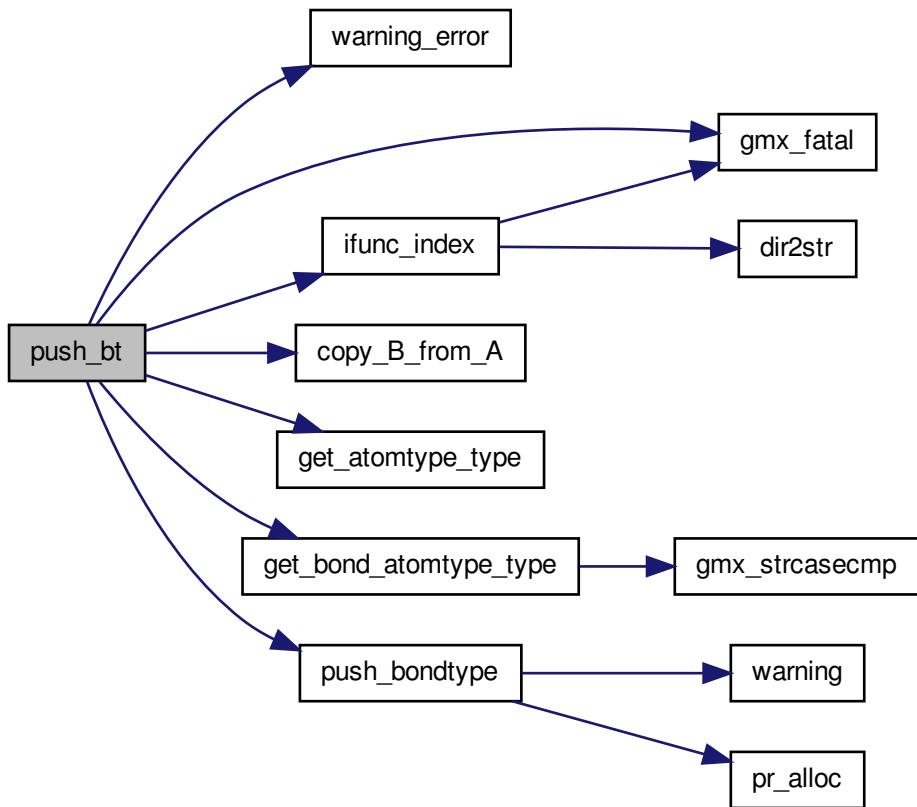 warning_error
gmx_fatal
ifunc_index
dir2str
push_bt
copy_B_from_A
get_atomtype_type
get_bond_atomtype_type
gmx_strcasecmp
push_bondtype
warning
pr_alloc